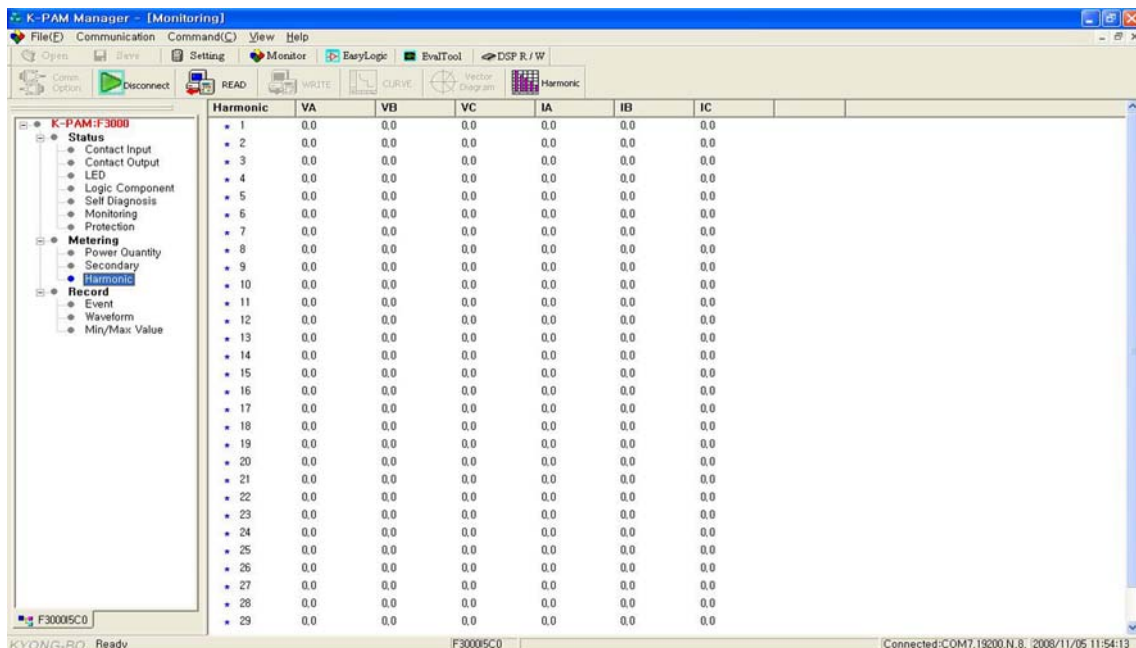 K-PAM Manager - [Monitoring]
File(F) Communication Command(C) View Help
Open Save Setting Monitor EasyLogic EvalTool DSP R/W
Comm. Option Disconnect READ WRITE CURVE Vector Diagram Harmonic
Harmonic VA VB VC IA IB IC
K-PAM:F3000
Status
Contact Input
Contact Output
LED
Logic Component
Self Diagnosis
Monitoring
Protection
Metering
Power Quantity
Secondary
Harmonic
Record
Event
Waveform
Min/Max Value
1 0,0 0,0 0,0 0,0 0,0 0,0
2 0,0 0,0 0,0 0,0 0,0 0,0
3 0,0 0,0 0,0 0,0 0,0 0,0
4 0,0 0,0 0,0 0,0 0,0 0,0
5 0,0 0,0 0,0 0,0 0,0 0,0
6 0,0 0,0 0,0 0,0 0,0 0,0
7 0,0 0,0 0,0 0,0 0,0 0,0
8 0,0 0,0 0,0 0,0 0,0 0,0
9 0,0 0,0 0,0 0,0 0,0 0,0
10 0,0 0,0 0,0 0,0 0,0 0,0
11 0,0 0,0 0,0 0,0 0,0 0,0
12 0,0 0,0 0,0 0,0 0,0 0,0
13 0,0 0,0 0,0 0,0 0,0 0,0
14 0,0 0,0 0,0 0,0 0,0 0,0
15 0,0 0,0 0,0 0,0 0,0 0,0
16 0,0 0,0 0,0 0,0 0,0 0,0
17 0,0 0,0 0,0 0,0 0,0 0,0
18 0,0 0,0 0,0 0,0 0,0 0,0
19 0,0 0,0 0,0 0,0 0,0 0,0
20 0,0 0,0 0,0 0,0 0,0 0,0
21 0,0 0,0 0,0 0,0 0,0 0,0
22 0,0 0,0 0,0 0,0 0,0 0,0
23 0,0 0,0 0,0 0,0 0,0 0,0
24 0,0 0,0 0,0 0,0 0,0 0,0
25 0,0 0,0 0,0 0,0 0,0 0,0
26 0,0 0,0 0,0 0,0 0,0 0,0
27 0,0 0,0 0,0 0,0 0,0 0,0
28 0,0 0,0 0,0 0,0 0,0 0,0
29 0,0 0,0 0,0 0,0 0,0 0,0
F3000I5C0
KYONG-BO Ready F3000I5C0 Connected:COM7,19200,N,8, 2008/11/05 11:54:13